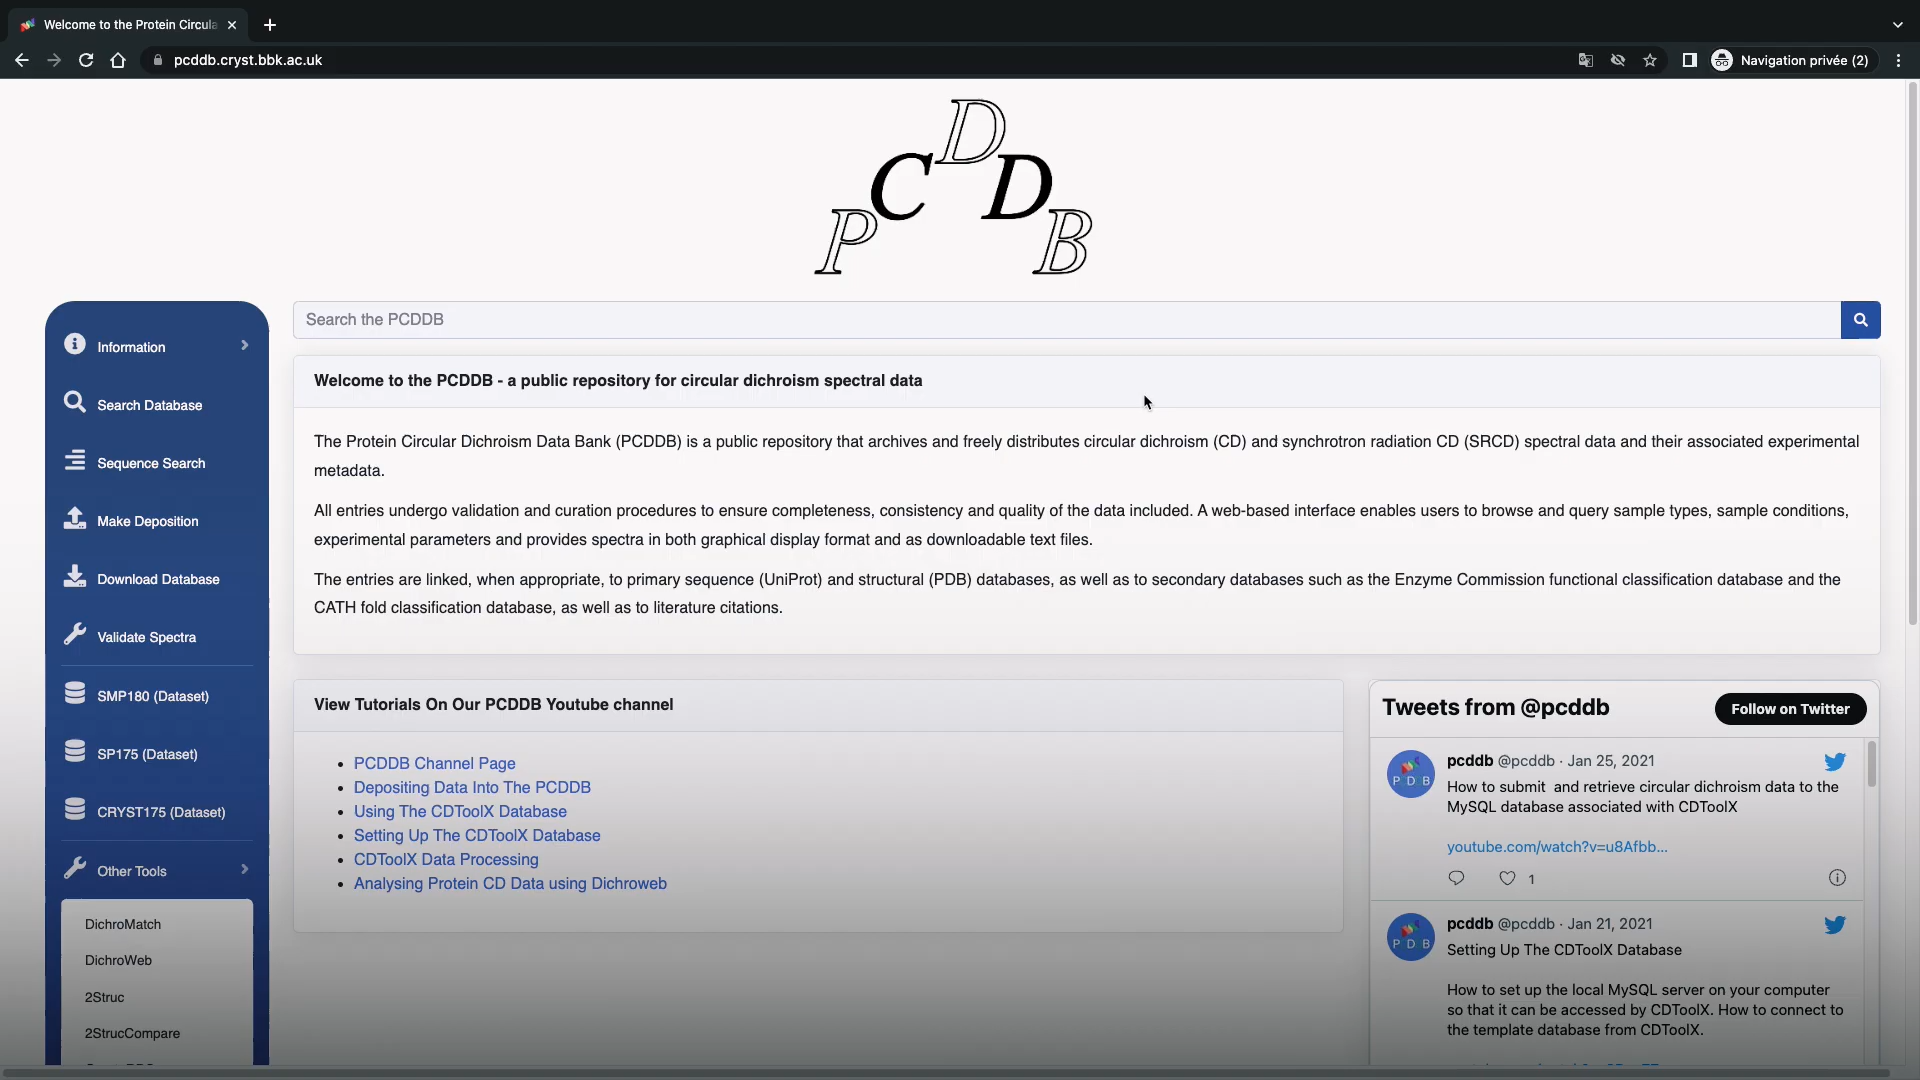 Welcome to the Protein Circula
pcddb.cryst.bbk.ac.uk
Navigation privée (2)
P C D D B
Search the PCDDB
Information
Search Database
Sequence Search
Make Deposition
Download Database
Validate Spectra
SMP180 (Dataset)
SP175 (Dataset)
CRYST175 (Dataset)
Other Tools
DichroMatch
DichroWeb
2Struc
2StrucCompare
Welcome to the PCDDB - a public repository for circular dichroism spectral data
The Protein Circular Dichroism Data Bank (PCDDB) is a public repository that archives and freely distributes circular dichroism (CD) and synchrotron radiation CD (SRCD) spectral data and their associated experimental
metadata.
All entries undergo validation and curation procedures to ensure completeness, consistency and quality of the data included. A web-based interface enables users to browse and query sample types, sample conditions,
experimental parameters and provides spectra in both graphical display format and as downloadable text files.
The entries are linked, when appropriate, to primary sequence (UniProt) and structural (PDB) databases, as well as to secondary databases such as the Enzyme Commission functional classification database and the
CATH fold classification database, as well as to literature citations.
View Tutorials On Our PCDDB Youtube channel
PCDDB Channel Page
Depositing Data Into The PCDDB
Using The CDToolX Database
Setting Up The CDToolX Database
CDToolX Data Processing
Analysing Protein CD Data using Dichroweb
Tweets from @pcddb
Follow on Twitter
P D B
pcddb @pcddb · Jan 25, 2021
How to submit and retrieve circular dichroism data to the
MySQL database associated with CDToolX
youtube.com/watch?v=u8Afbb...
1
P D B
pcddb @pcddb · Jan 21, 2021
Setting Up The CDToolX Database
How to set up the local MySQL server on your computer
so that it can be accessed by CDToolX. How to connect to
the template database from CDToolX.